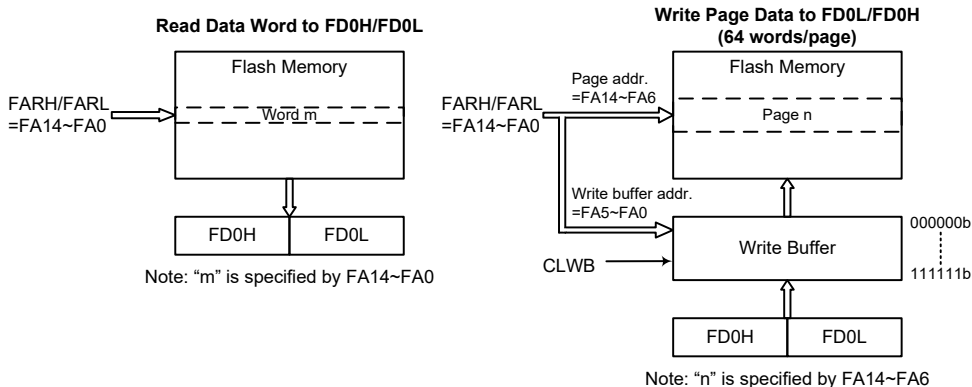 Read Data Word to FD0H/FD0L
Flash Memory
FARH/FARL
=FA14~FA0
Word m
FD0H
FD0L
Note: “m” is specified by FA14~FA0
Write Page Data to FD0L/FD0H
(64 words/page)
Flash Memory
Page addr.
=FA14~FA6
FARH/FARL
=FA14~FA0
Page n
Write buffer addr.
=FA5~FA0
Write Buffer
000000b
111111b
CLWB
FD0H
FD0L
Note: “n” is specified by FA14~FA6